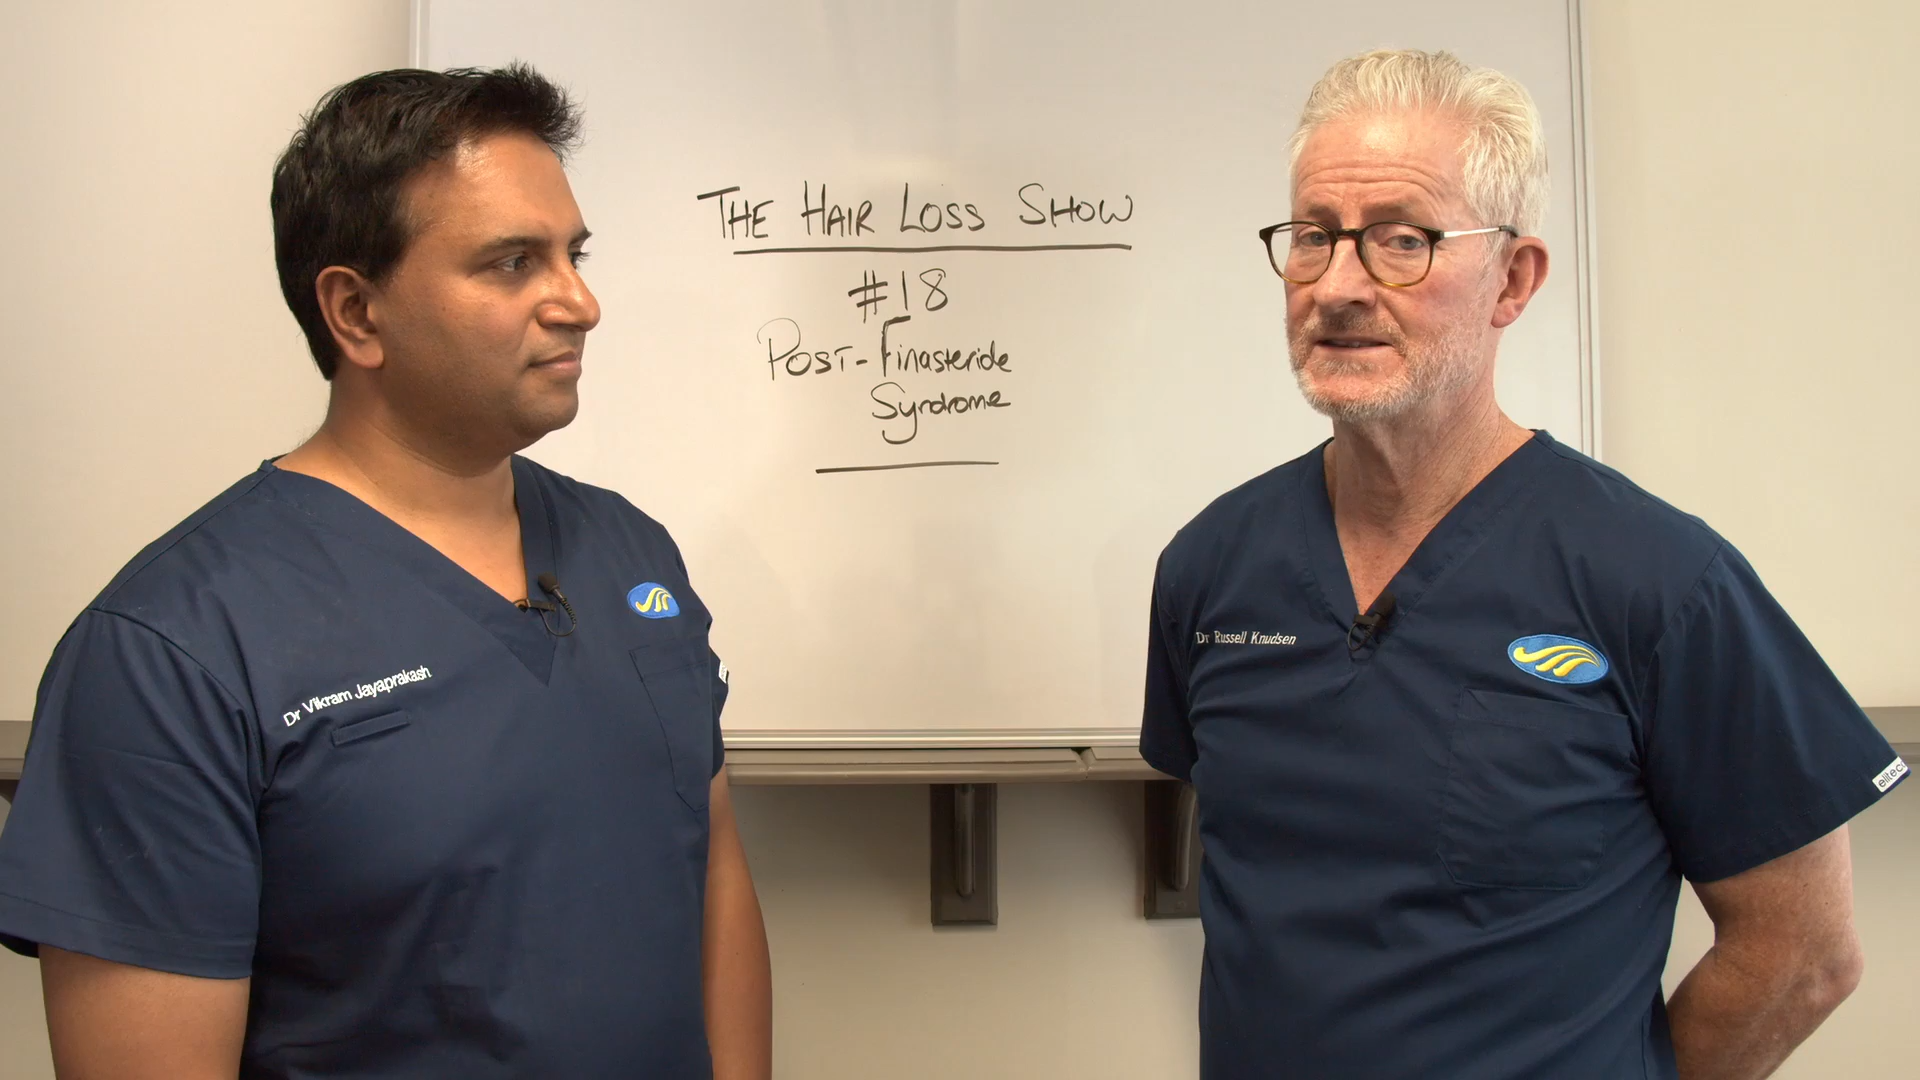 THE HAIR LOSS SHOW
#18
POST-Finasteride
Syndrome
Dr Vikram Jayaprakash
Dr Russell Knudsen